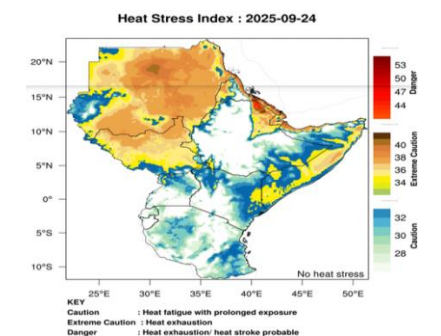 Heat Stress Index : 2025-09-24
20°N
15°N
10°N
5°N
0°
5°S
10°S
25°E 30°E 35°E 40°E 45°E 50°E
53
50
47
44
Danger
40
38
36
34
Extreme Caution
32
30
28
Caution
No heat stress
KEY
Caution : Heat fatigue with prolonged exposure
Extreme Caution : Heat exhaustion
Danger : Heat exhaustion/ heat stroke probable